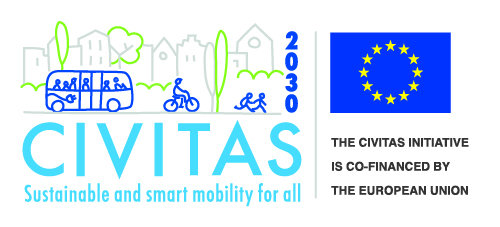 2030
CIVITAS
Sustainable and smart mobility for all
THE CIVITAS INITIATIVE
IS CO-FINANCED BY
THE EUROPEAN UNION